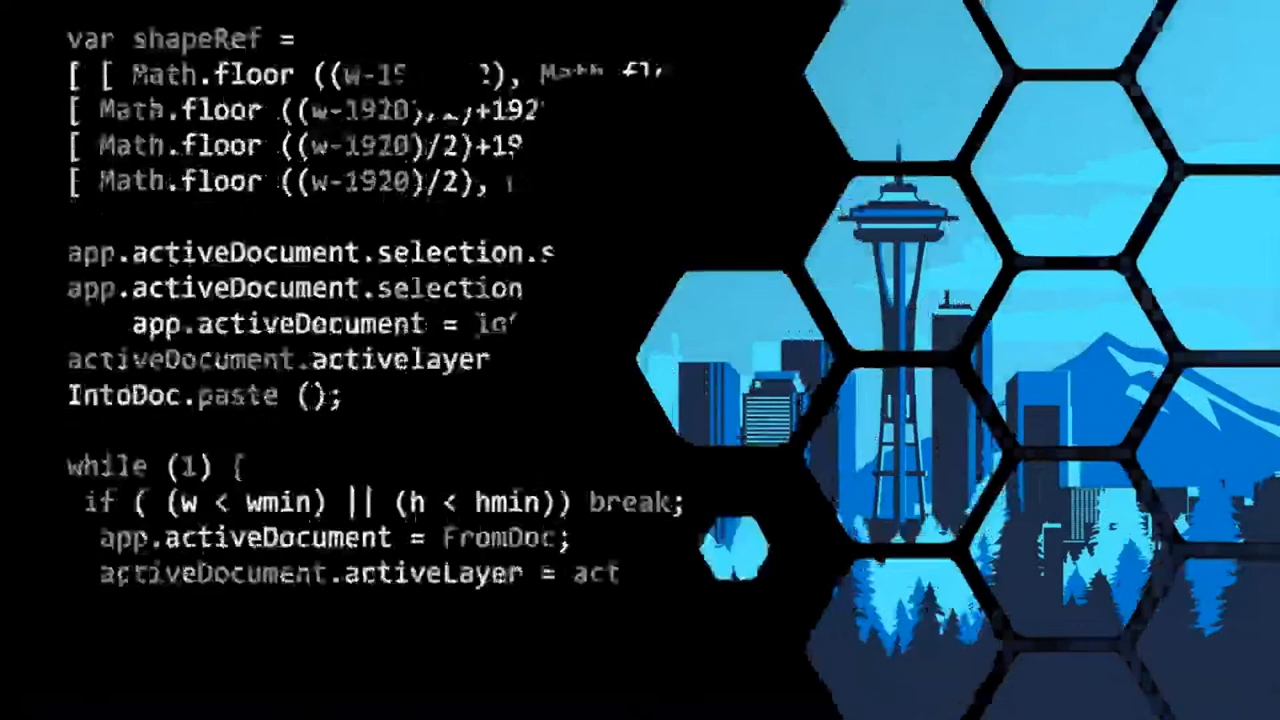 var shapeRef =
[ [ Math.floor ((w-19
[ Math.floor ((w-1920)/2)+192
[ Math.floor ((w-1920)/2)+19
[ Math.floor ((w-1920)/2),
app.activeDocument.selection.s
app.activeDocument.selection
app.activeDocument =
activeDocument.activelayer
IntoDoc.paste ();
while (1) {
if ( (w < wmin) || (h < hmin)) break;
app.activeDocument = FromDoc;
activeDocument.activeLayer = act